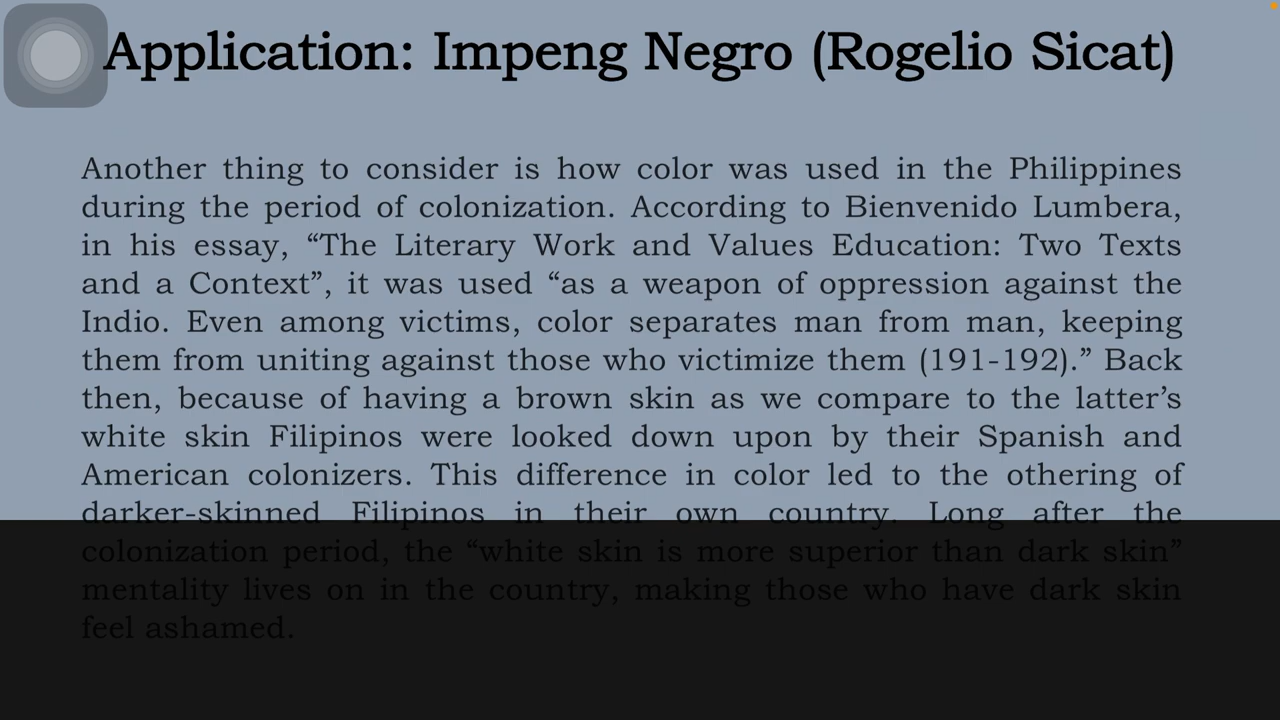 Application: Impeng Negro (Rogelio Sicat)
Another thing to consider is how color was used in the Philippines
during the period of colonization. According to Bienvenido Lumbera,
in his essay, “The Literary Work and Values Education: Two Texts
and a Context”, it was used “as a weapon of oppression against the
Indio. Even among victims, color separates man from man, keeping
them from uniting against those who victimize them (191-192).” Back
then, because of having a brown skin as we compare to the latter’s
white skin Filipinos were looked down upon by their Spanish and
American colonizers. This difference in color led to the othering of
darker-skinned Filipinos in their own country. Long after the
colonization period, the “white skin is more superior than dark skin”
mentality lives on in the country, making those who have dark skin
feel ashamed.